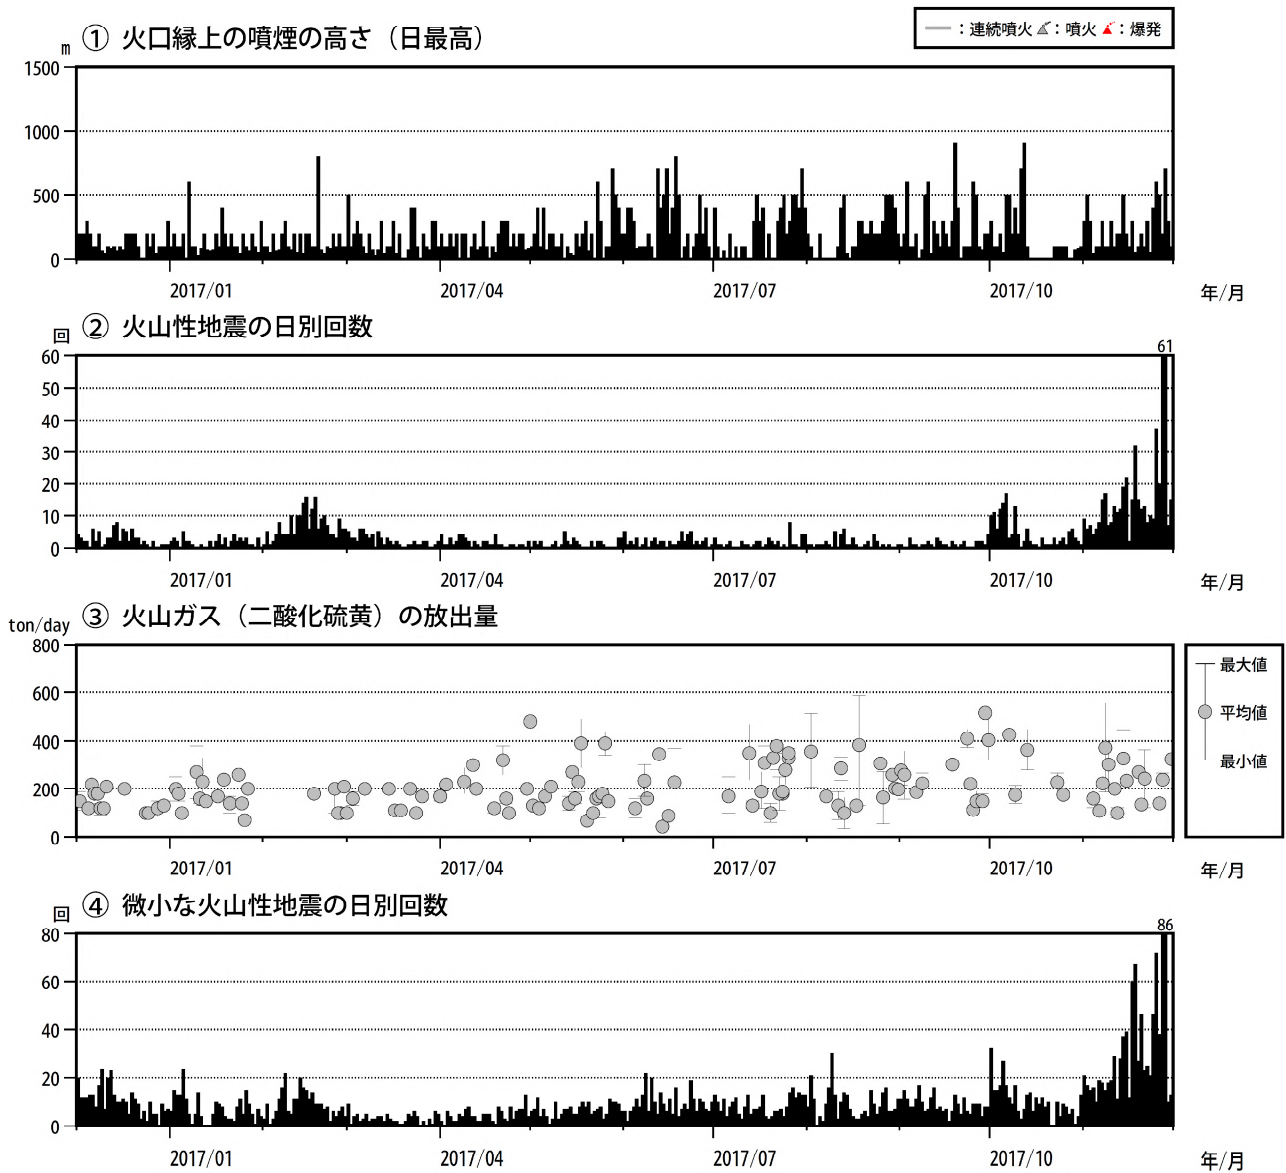 ① 火口縁上の噴煙の高さ（日最高）
：連続噴火 ：噴火 ：爆発
m
1500
1000
500
0
2017/01 2017/04 2017/07 2017/10 年/月
② 火山性地震の日別回数
回
61
60
50
40
30
20
10
0
2017/01 2017/04 2017/07 2017/10 年/月
③ 火山ガス（二酸化硫黄）の放出量
ton/day
800
600
400
200
0
最大値
平均値
最小値
2017/01 2017/04 2017/07 2017/10 年/月
④ 微小な火山性地震の日別回数
回
86
80
60
40
20
0
2017/01 2017/04 2017/07 2017/10 年/月